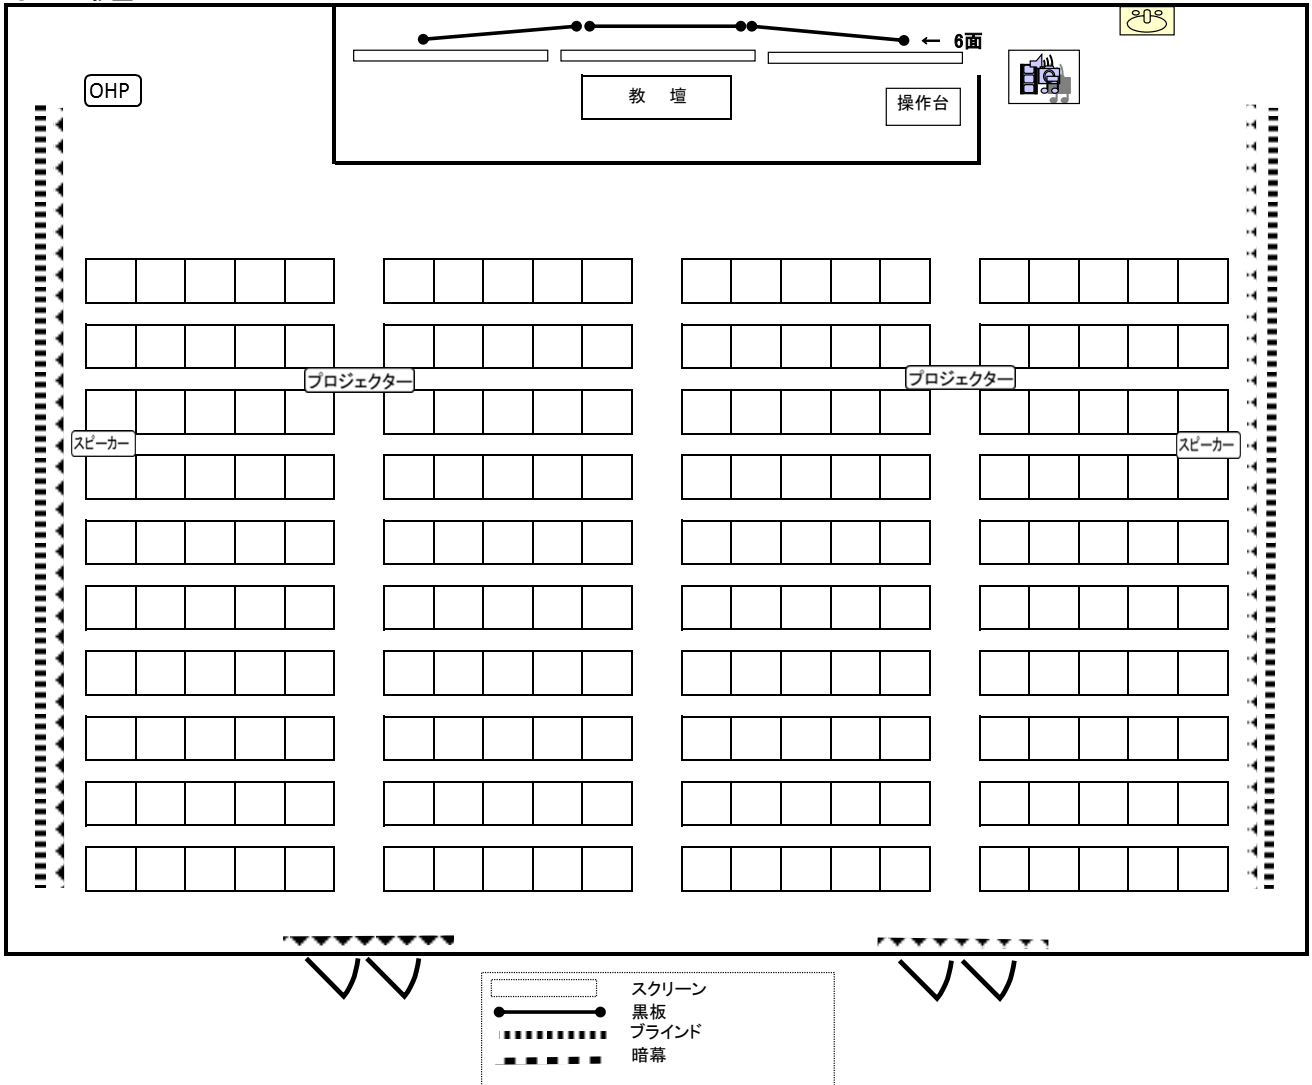 ← 6面
OHP
教 壇
操作台
プロジェクター
プロジェクター
スピーカー
スピーカー
スクリーン
黒板
ブラインド
暗幕